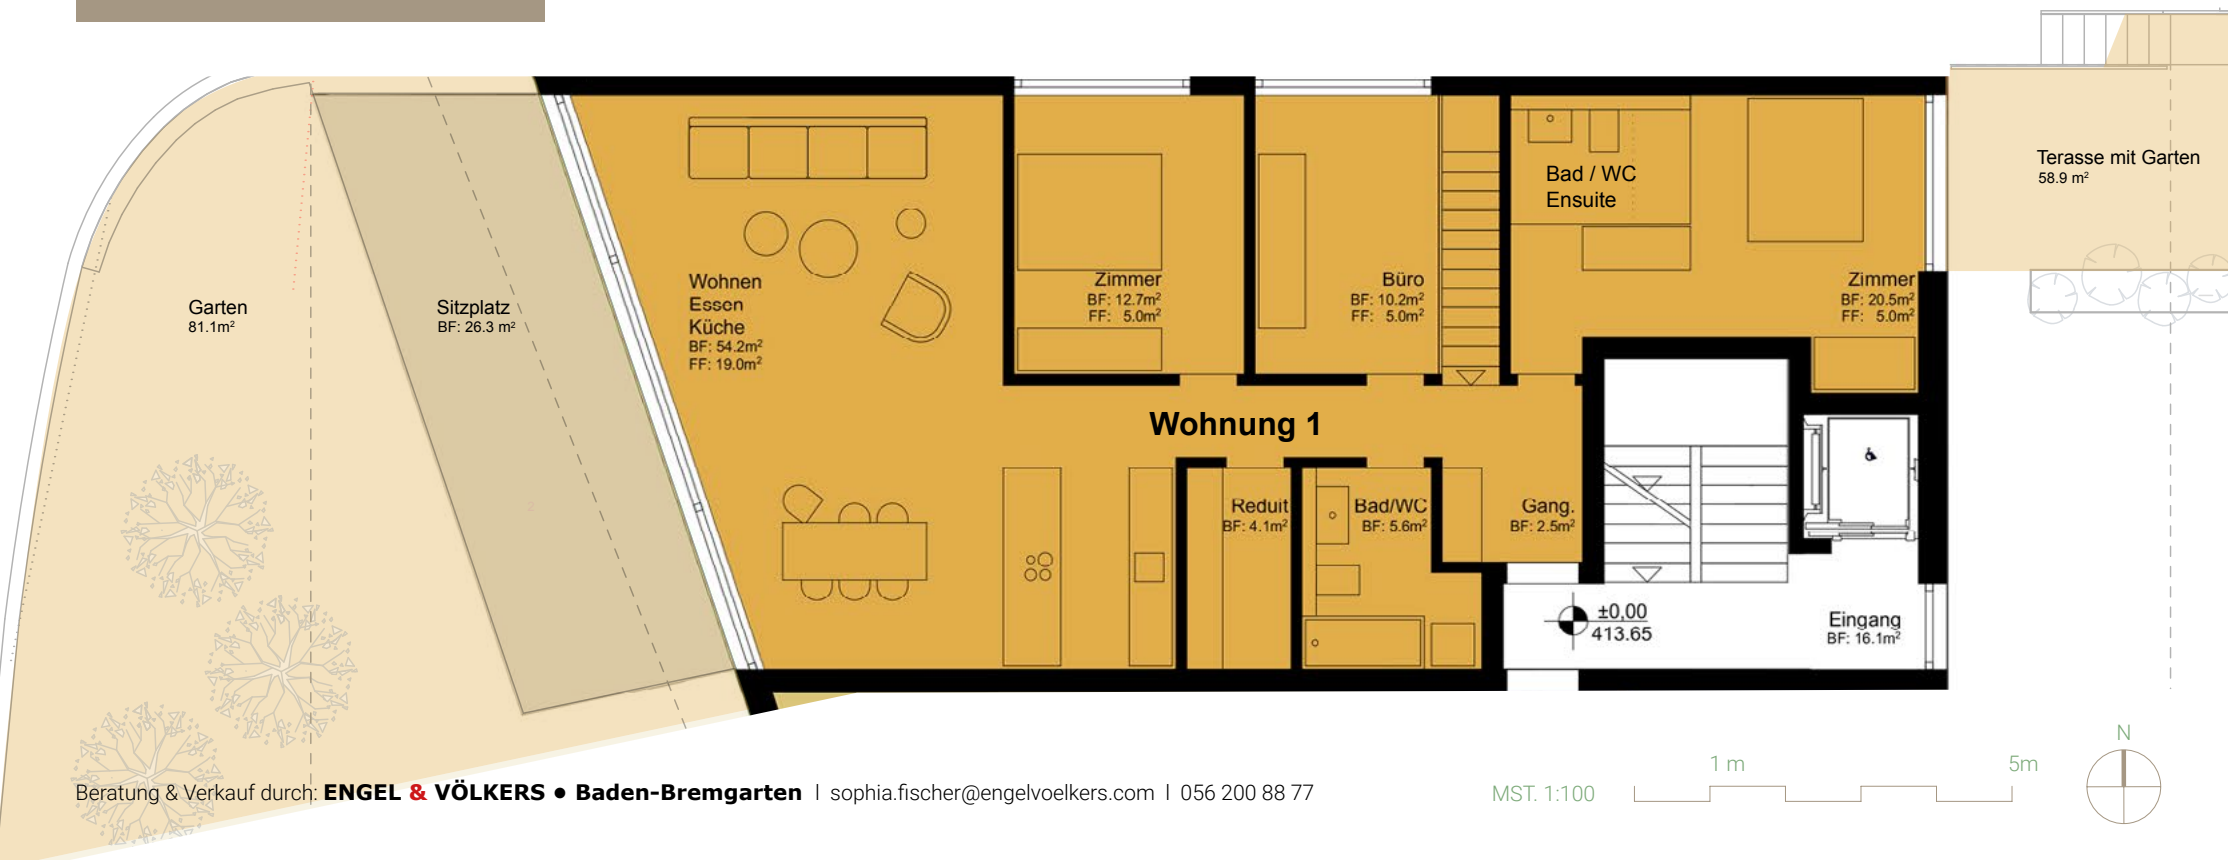 Terasse mit Garten
58.9 m²
Bad / WC
Ensuite
Wohnen
Essen
Küche
BF: 54.2m²
FF: 19.0m²
Zimmer
BF: 12.7m²
FF: 5.0m²
Büro
BF: 10.2m²
FF: 5.0m²
Zimmer
BF: 20.5m²
FF: 5.0m²
Garten
81.1m²
Sitzplatz
BF: 26.3 m²
Wohnung 1
2
Reduit
BF: 4.1m²
Bad/WC
BF: 5.6m²
Gang.
BF: 2.5m²
±0,00
413.65
Eingang
BF: 16.1m²
N
1 m
5m
MST. 1:100
Beratung & Verkauf durch: ENGEL & VÖLKERS • Baden-Bremgarten I sophia.fischer@engelvoelkers.com I 056 200 88 77